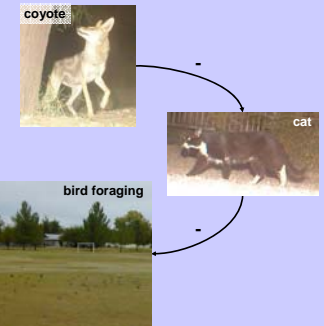 coyote
-
cat
bird foraging
-